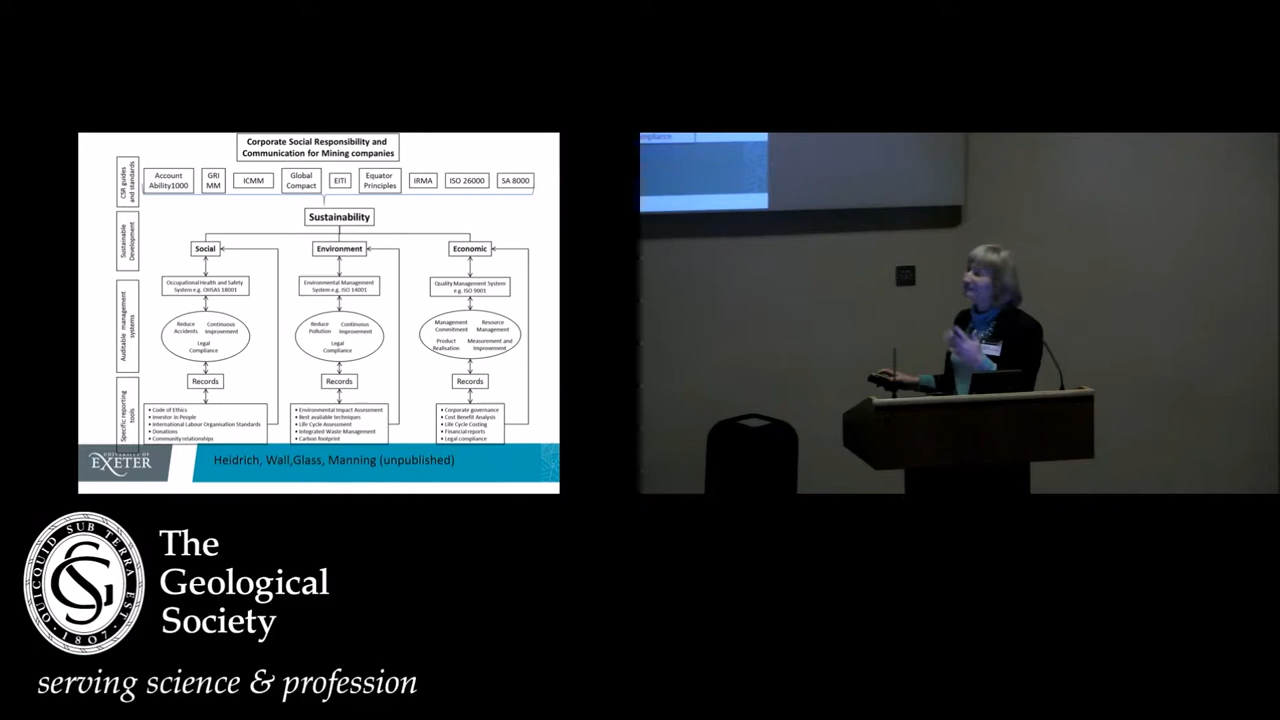 Corporate Social Responsibility and
Communication for Mining companies
CSR guides
and standards
Account
Ability1000
GRI
MM
ICMM
Global
Compact
EITI
Equator
Principles
IRMA
ISO 26000
SA 8000
Sustainable
Development
Sustainability
Social
Environment
Economic
Auditable management
systems
Occupational Health and Safety
System e.g. OHSAS 18001
Environmental Management
System e.g. ISO 14001
Quality Management System
e.g. ISO 9001
Reduce
Accidents
Continuous
Improvement
Legal
Compliance
Reduce
Pollution
Continuous
Improvement
Legal
Compliance
Management
Commitment
Resource
Management
Product
Realisation
Measurement and
Improvement
Records
Records
Records
Specific reporting
tools
• Code of Ethics
• Investor in People
• International Labour Organisation Standards
• Donations
• Community relationships
• Environmental Impact Assessment
• Best available techniques
• Life Cycle Assessment
• Integrated Waste Management
• Carbon footprint
• Corporate governance
• Cost Benefit Analysis
• Life Cycle Costing
• Financial reports
• Legal compliance
UNIVERSITY OF
EXETER
Heidrich, Wall,Glass, Manning (unpublished)
QUICQUID SUB TERRA EST
1807
The
Geological
Society
serving science & profession